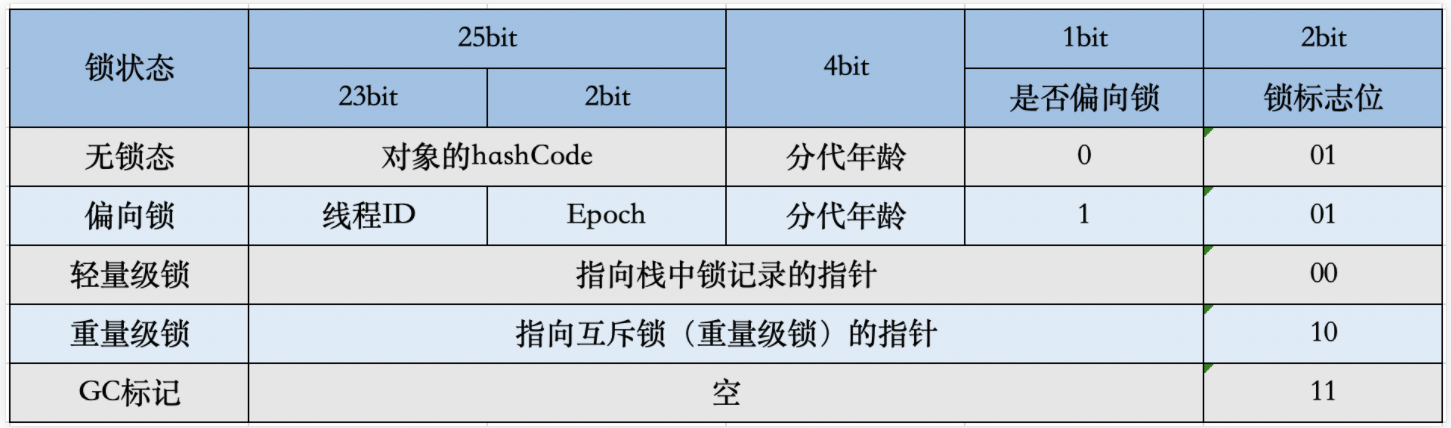 锁状态 25bit 4bit 1bit 2bit
23bit 2bit 是否偏向锁 锁标志位
无锁态 对象的hashCode 分代年龄 0 01
偏向锁 线程ID Epoch 分代年龄 1 01
轻量级锁 指向栈中锁记录的指针 00
重量级锁 指向互斥锁（重量级锁）的指针 10
GC标记 空 11